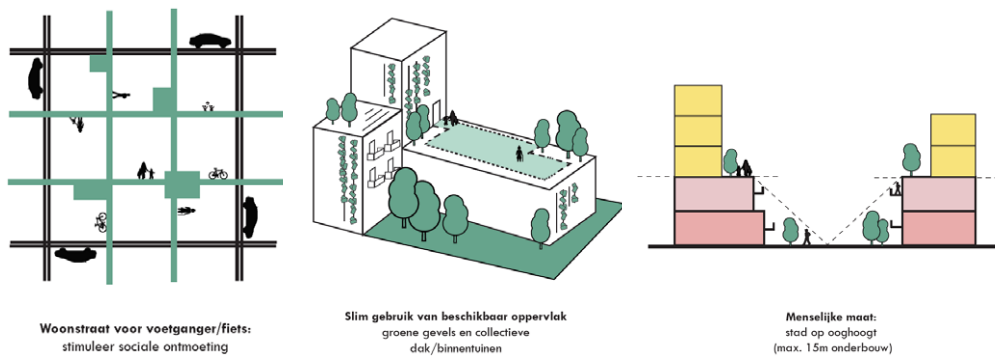 Woonstraat voor voetganger/fiets:
stimuleer sociale ontmoeting
Slim gebruik van beschikbaar oppervlak
groene gevels en collectieve
dak/binnentuinen
Menselijke maat:
stad op ooghoogt
(max. 15m onderbouw)